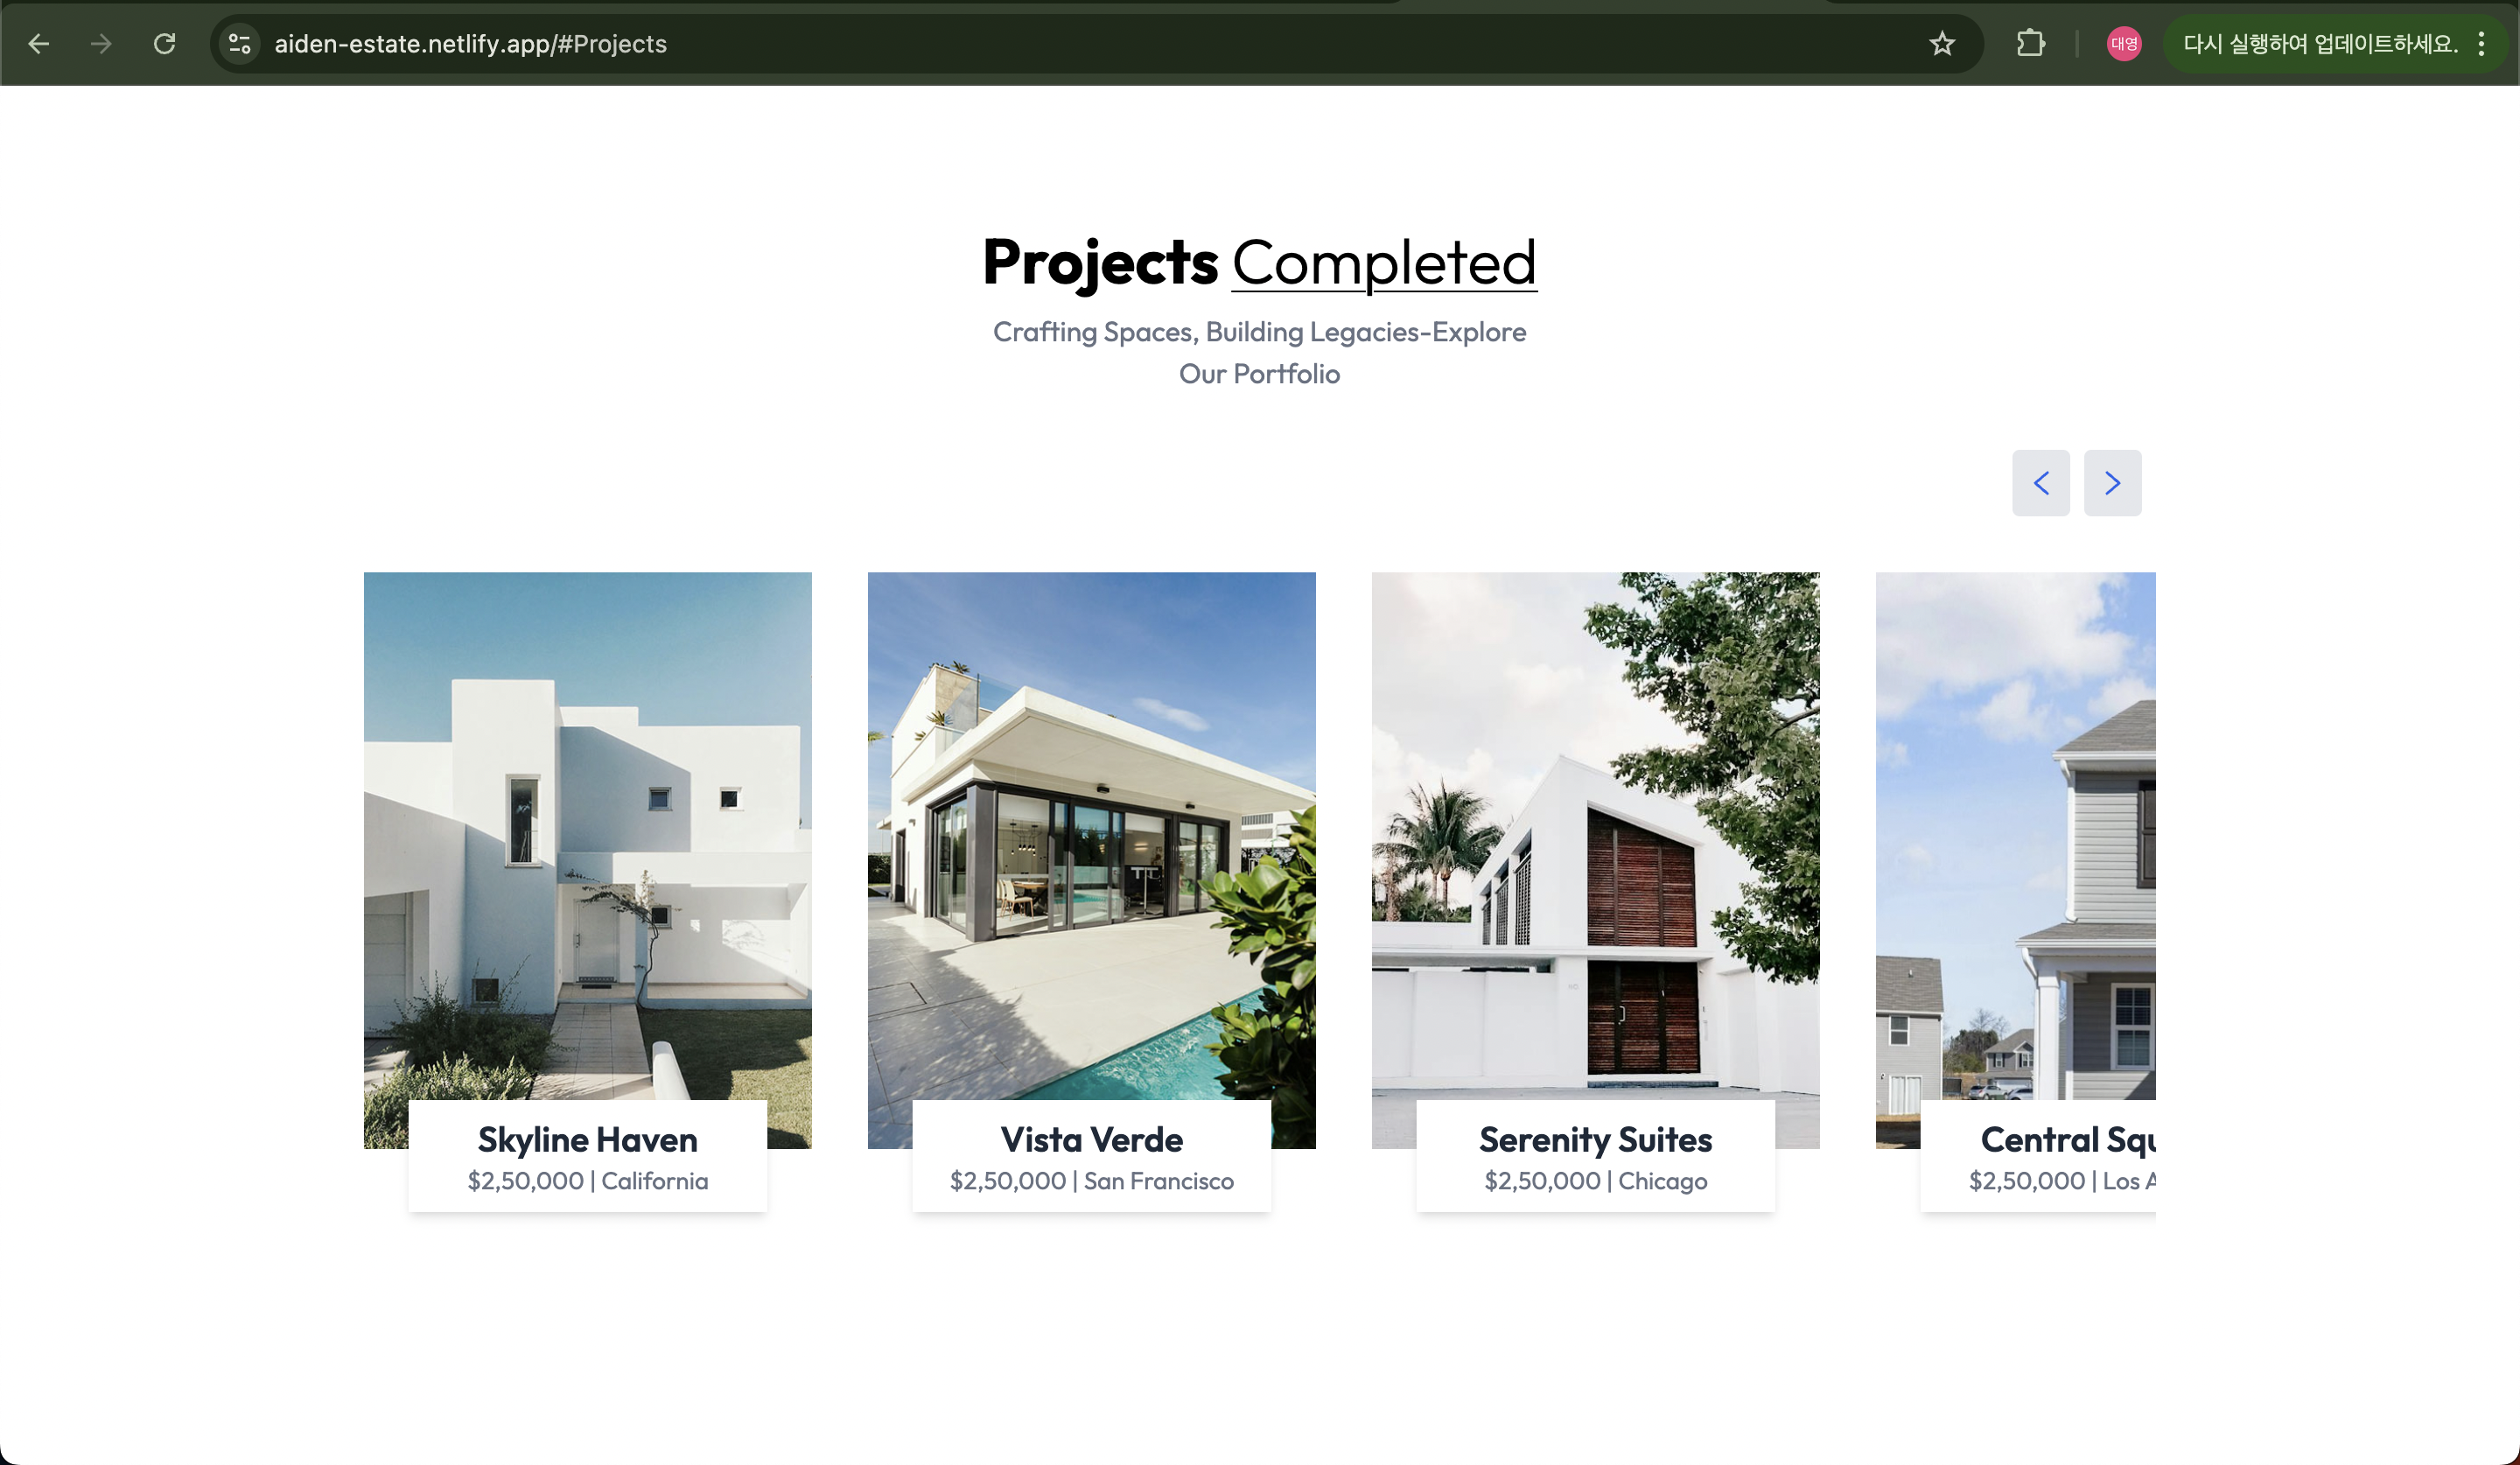 aiden-estate.netlify.app/#Projects
대영
다시 실행하여 업데이트하세요.
Projects Completed
Crafting Spaces, Building Legacies-Explore
Our Portfolio
Skyline Haven
$2,50,000 | California
Vista Verde
$2,50,000 | San Francisco
Serenity Suites
$2,50,000 | Chicago
Central Squ
$2,50,000 | Los A